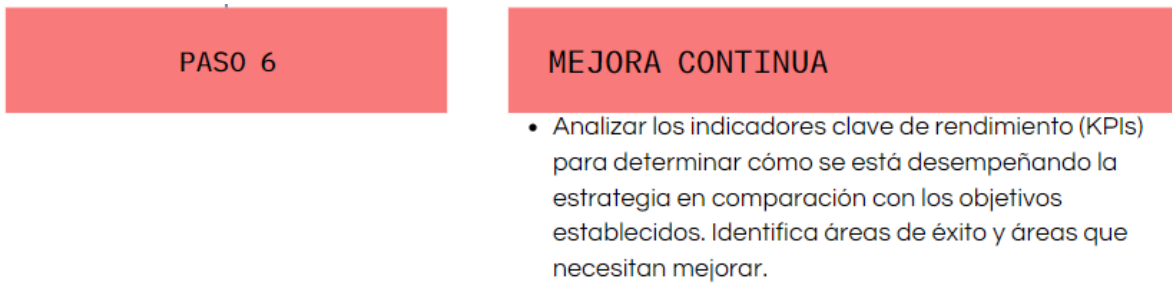 PASO 6
MEJORA CONTINUA
• Analizar los indicadores clave de rendimiento (KPIs)
para determinar cómo se está desempeñando la
estrategia en comparación con los objetivos
establecidos. Identifica áreas de éxito y áreas que
necesitan mejorar.